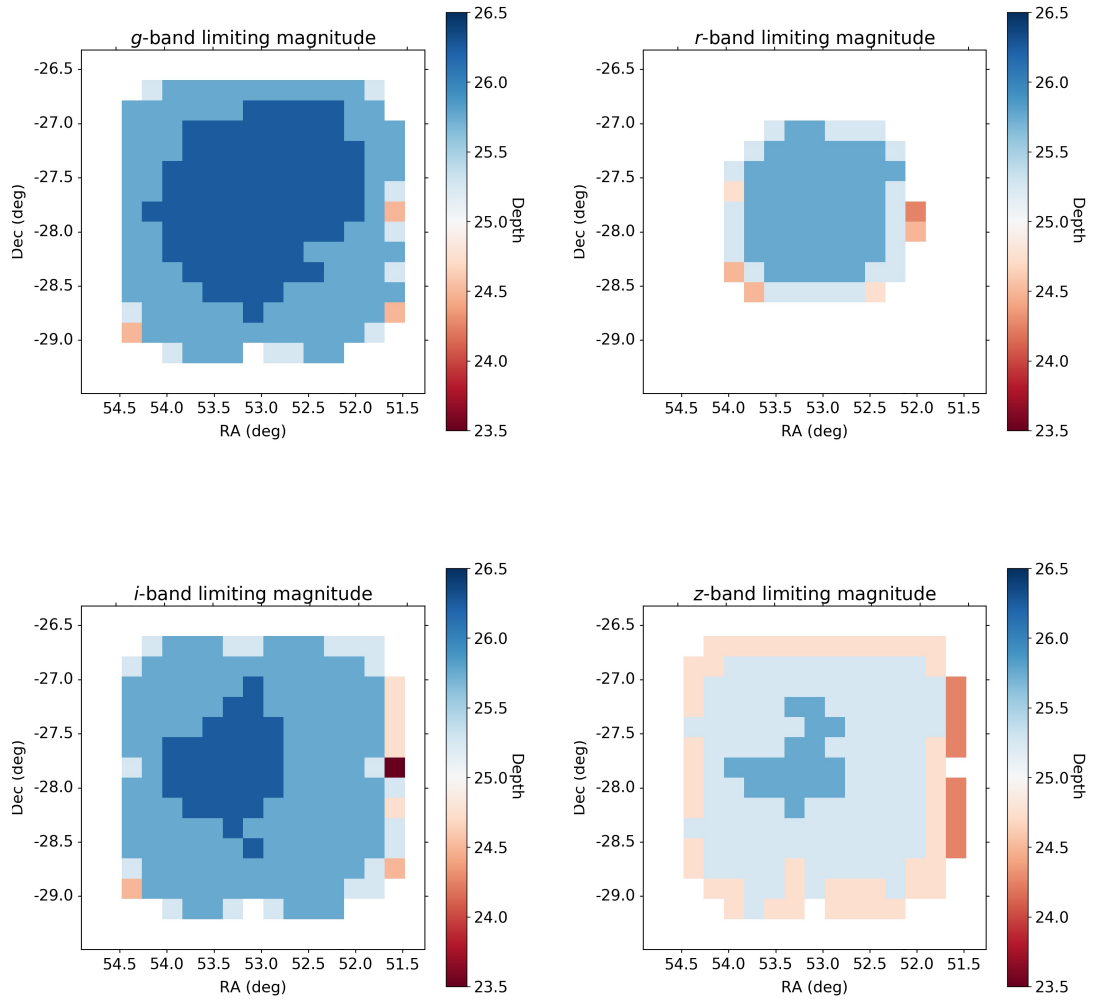 g-band limiting magnitude
-26.5
-27.0
-27.5
-28.0
-28.5
-29.0
Dec (deg)
54.5 54.0 53.5 53.0 52.5 52.0 51.5
RA (deg)
26.5
26.0
25.5
25.0
24.5
24.0
23.5
Depth
r-band limiting magnitude
-26.5
-27.0
-27.5
-28.0
-28.5
-29.0
Dec (deg)
54.5 54.0 53.5 53.0 52.5 52.0 51.5
RA (deg)
26.5
26.0
25.5
25.0
24.5
24.0
23.5
Depth
i-band limiting magnitude
-26.5
-27.0
-27.5
-28.0
-28.5
-29.0
Dec (deg)
54.5 54.0 53.5 53.0 52.5 52.0 51.5
RA (deg)
26.5
26.0
25.5
25.0
24.5
24.0
23.5
Depth
z-band limiting magnitude
-26.5
-27.0
-27.5
-28.0
-28.5
-29.0
Dec (deg)
54.5 54.0 53.5 53.0 52.5 52.0 51.5
RA (deg)
26.5
26.0
25.5
25.0
24.5
24.0
23.5
Depth